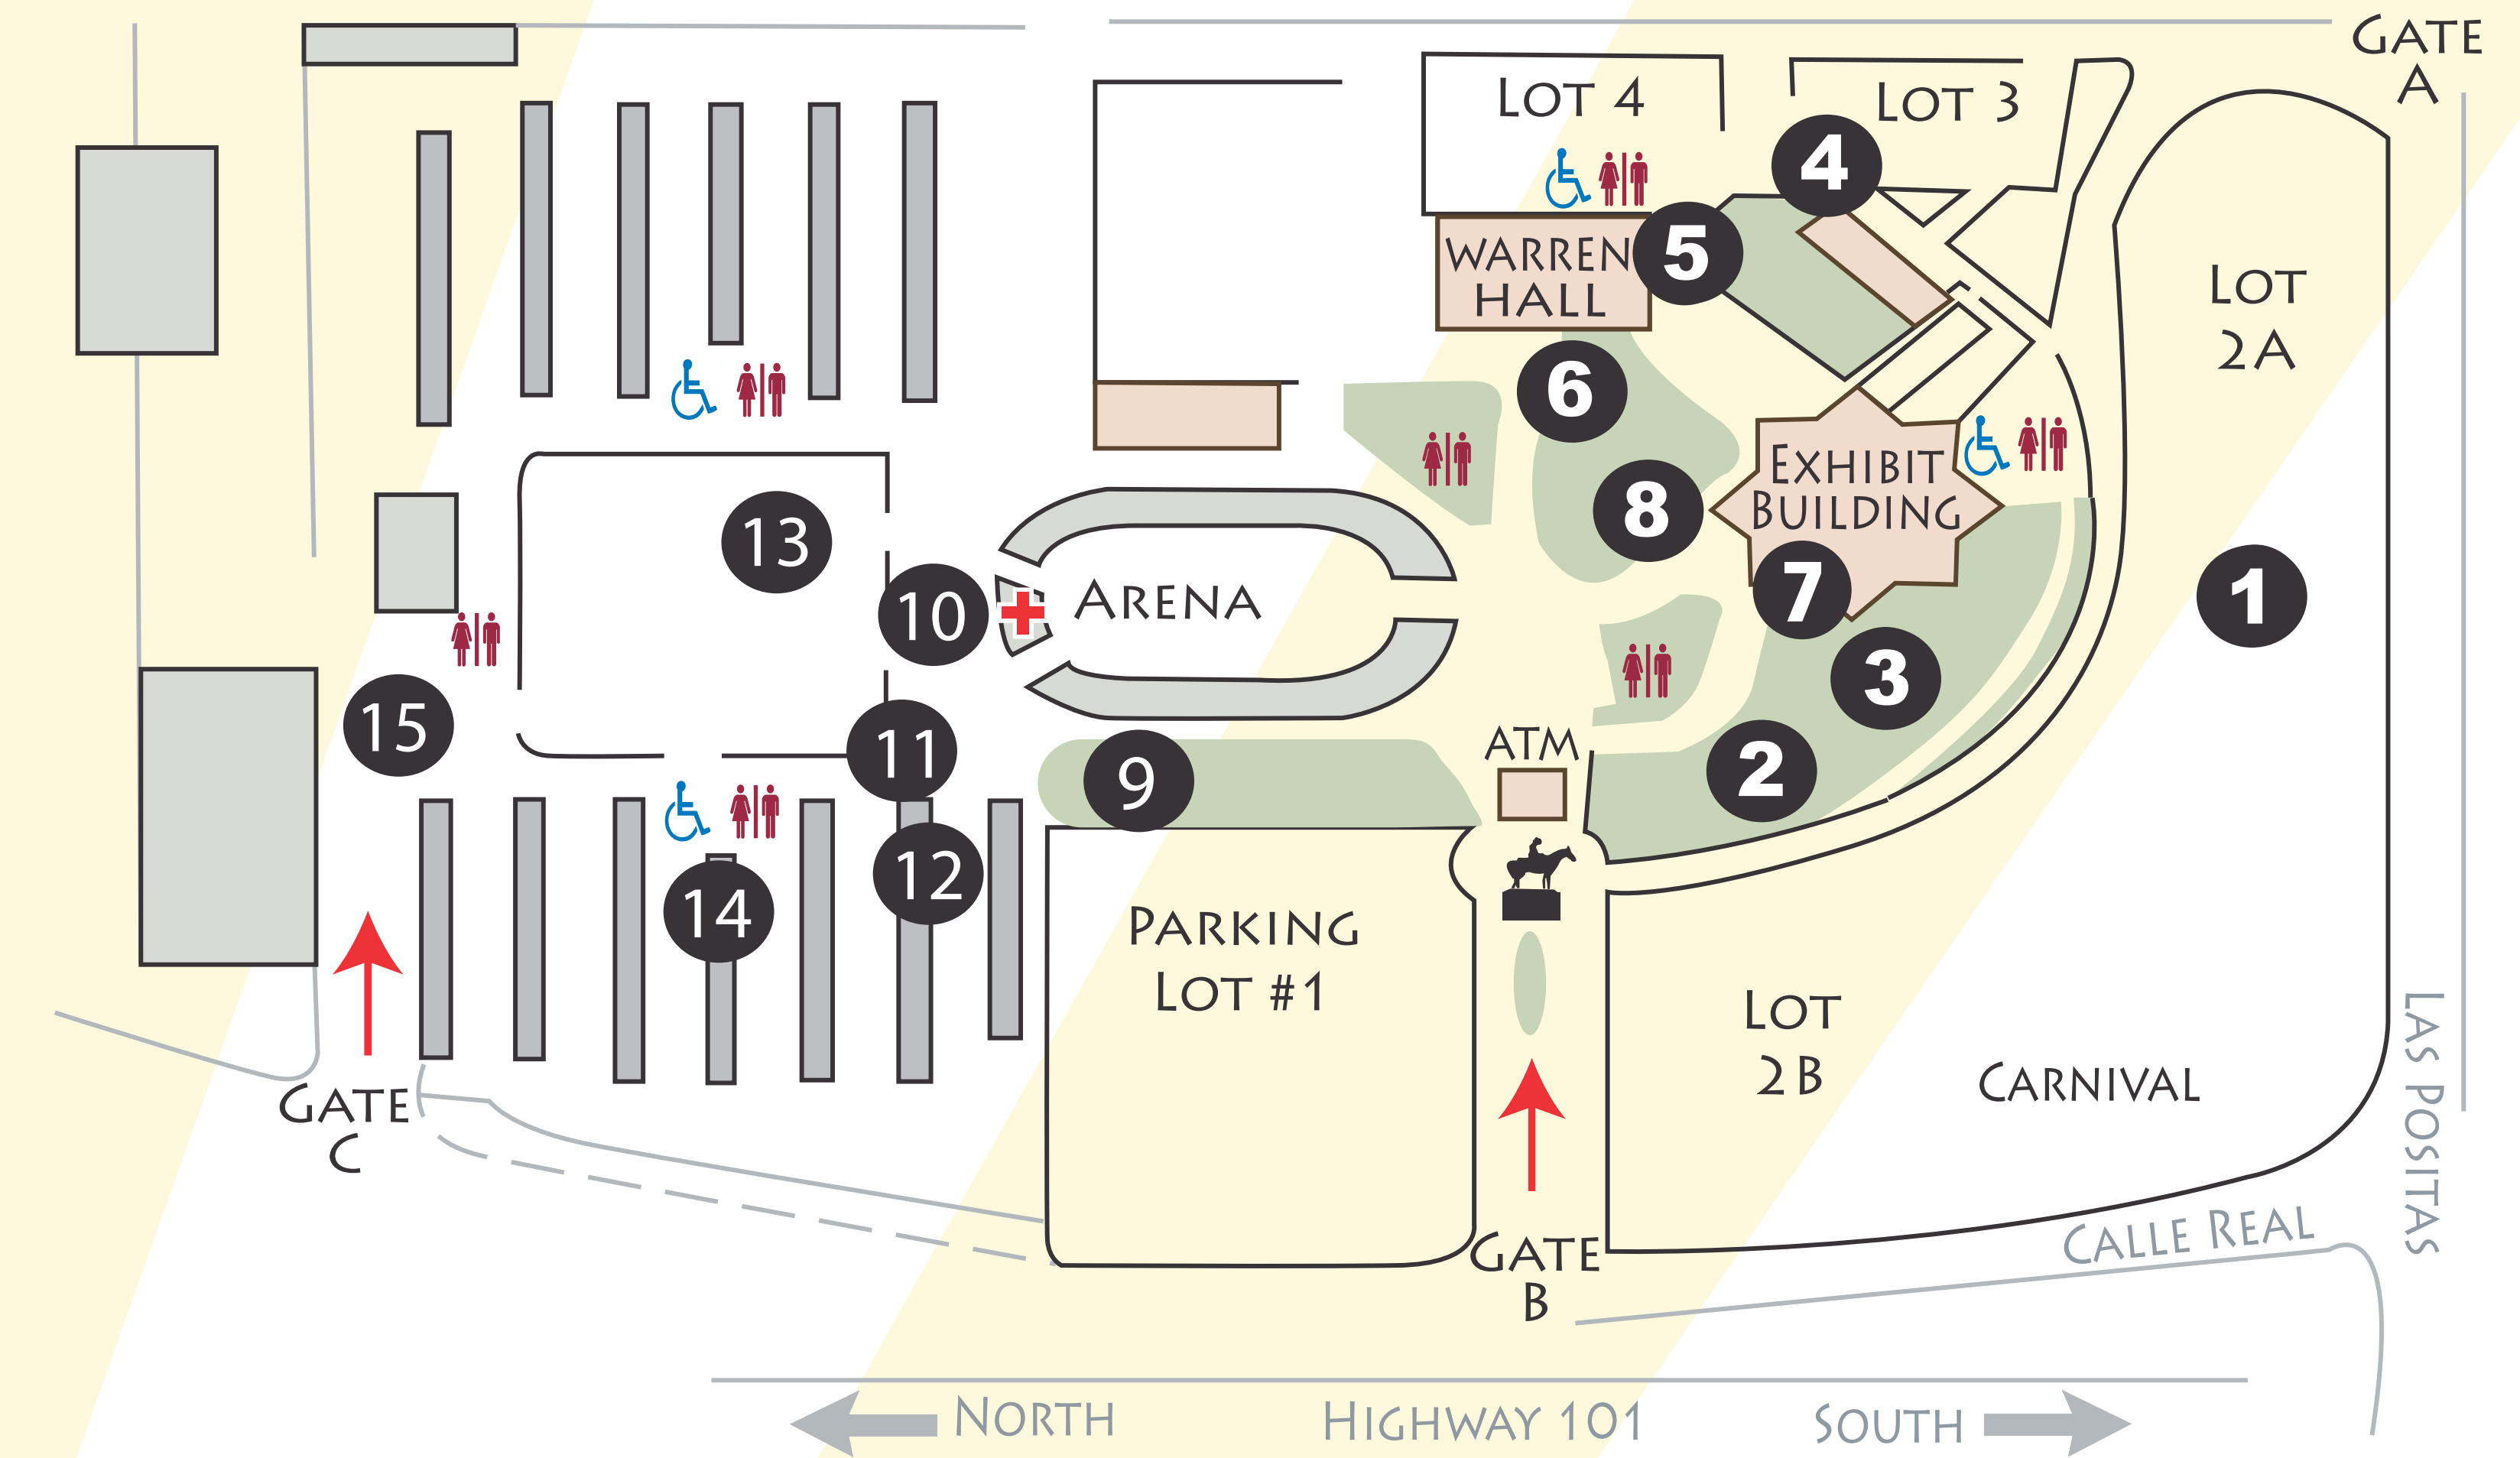 GATE
A
LOT 4
LOT 3
4
5
WARREN
HALL
LOT
2A
6
EXHIBIT
BUILDING
8
13
7
1
10
ARENA
3
15
11
9
ATM
2
12
14
PARKING
LOT #1
LOT
2B
CARNIVAL
GATE
C
LAS POSITAS
CALLE REAL
GATE
B
NORTH
HIGHWAY 101
SOUTH